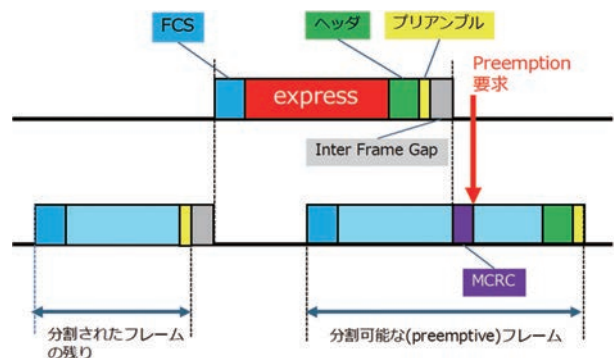 FCS
ヘッダ
プリアンブル
Preemption
要求
express
Inter Frame Gap
MCRC
分割されたフレーム
の残り
分割可能な(preemptive)フレーム